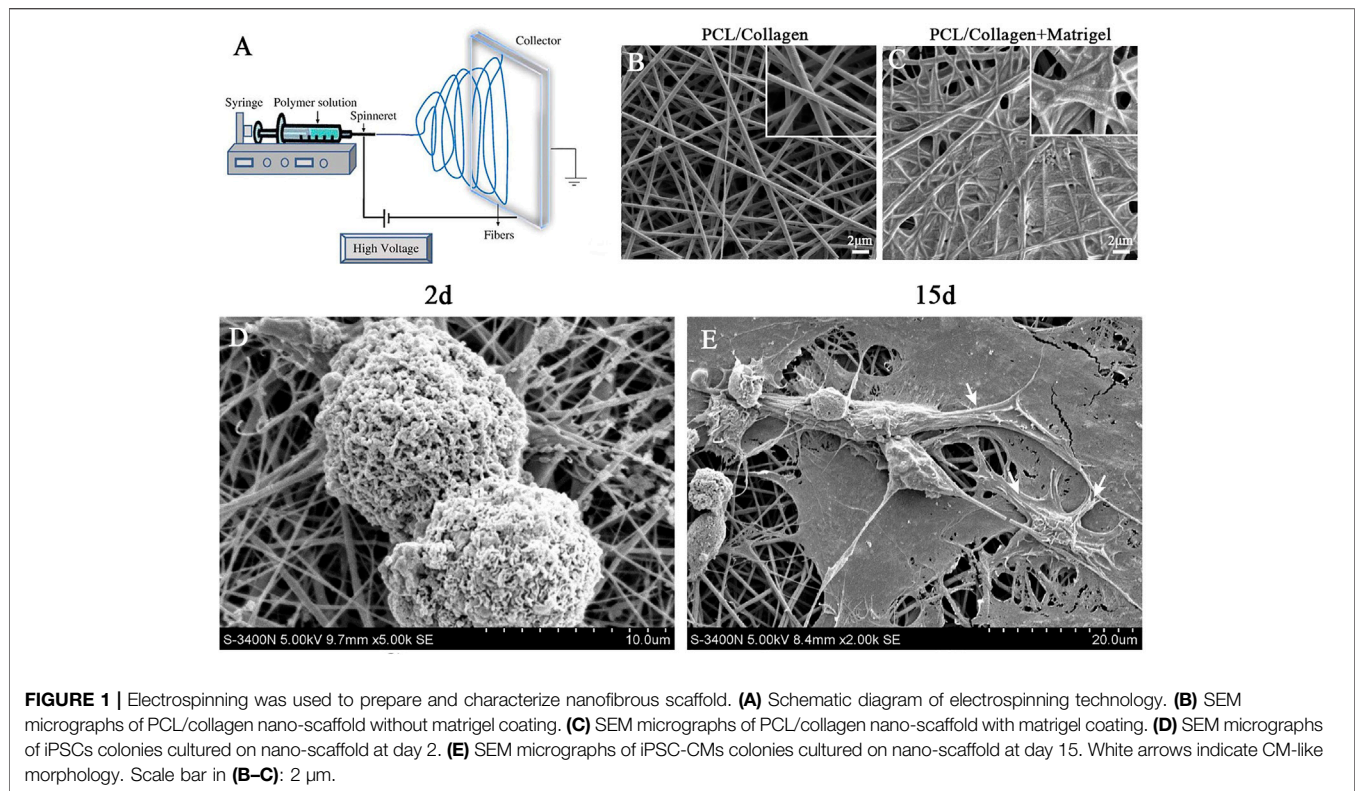 A
Collector
Syringe
Polymer solution
Spinneret
Fibers
High Voltage
PCL/Collagen
B
2μm
PCL/Collagen+Matrigel
C
2μm
2d
D
S-3400N 5.00kV 9.7mm x5.00k SE
10.0um
15d
E
S-3400N 5.00kV 8.4mm x2.00k SE
20.0um
FIGURE 1 | Electrospinning was used to prepare and characterize nanofibrous scaffold. (A) Schematic diagram of electrospinning technology. (B) SEM
micrographs of PCL/collagen nano-scaffold without matrigel coating. (C) SEM micrographs of PCL/collagen nano-scaffold with matrigel coating. (D) SEM micrographs
of iPSCs colonies cultured on nano-scaffold at day 2. (E) SEM micrographs of iPSC-CMs colonies cultured on nano-scaffold at day 15. White arrows indicate CM-like
morphology. Scale bar in (B–C): 2 μm.